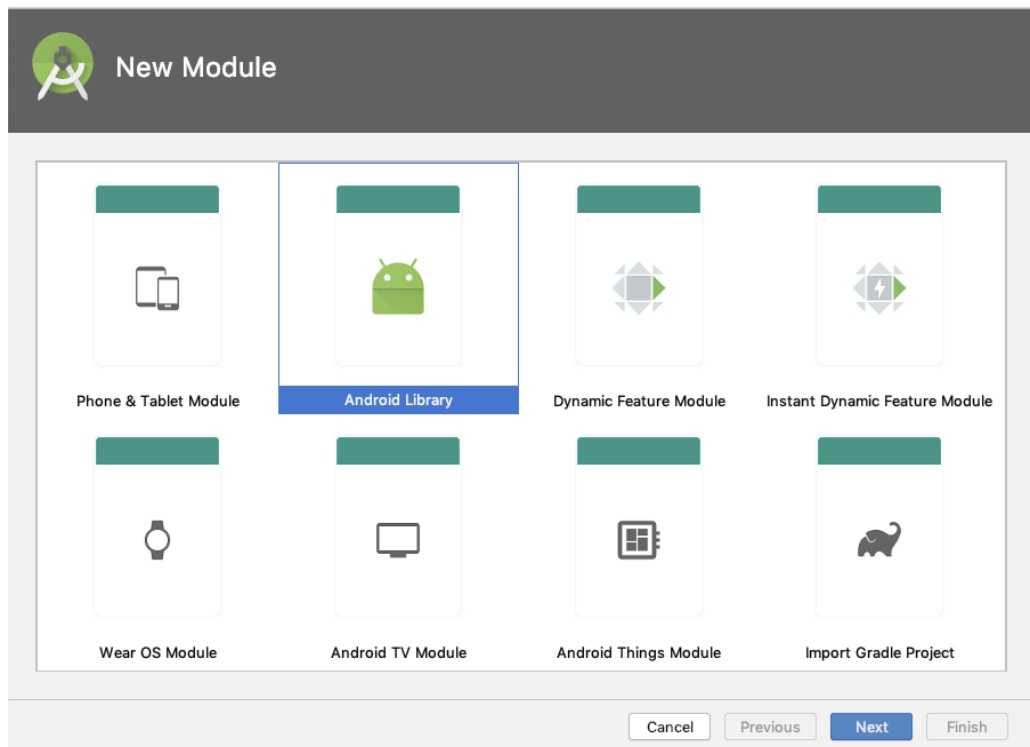 New Module
Phone & Tablet Module
Android Library
Dynamic Feature Module
Instant Dynamic Feature Module
Wear OS Module
Android TV Module
Android Things Module
Import Gradle Project
Cancel
Previous
Next
Finish